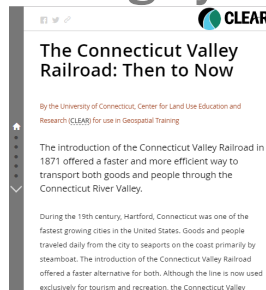 CLEAR
The Connecticut Valley
Railroad: Then to Now
By the University of Connecticut, Center for Land Use Education and
Research (CLEAR) for use in Geospatial Training
The introduction of the Connecticut Valley Railroad in
1871 offered a faster and more efficient way to
transport both goods and people through the
Connecticut River Valley.
During the 19th century, Hartford, Connecticut was one of the
fastest growing cities in the United States. Goods and people
traveled daily from the city to seaports on the coast primarily by
steamboat. The introduction of the Connecticut Valley Railroad
offered a faster alternative for both. Although the line is now used
exclusively for tourism and recreation, the Connecticut Valley